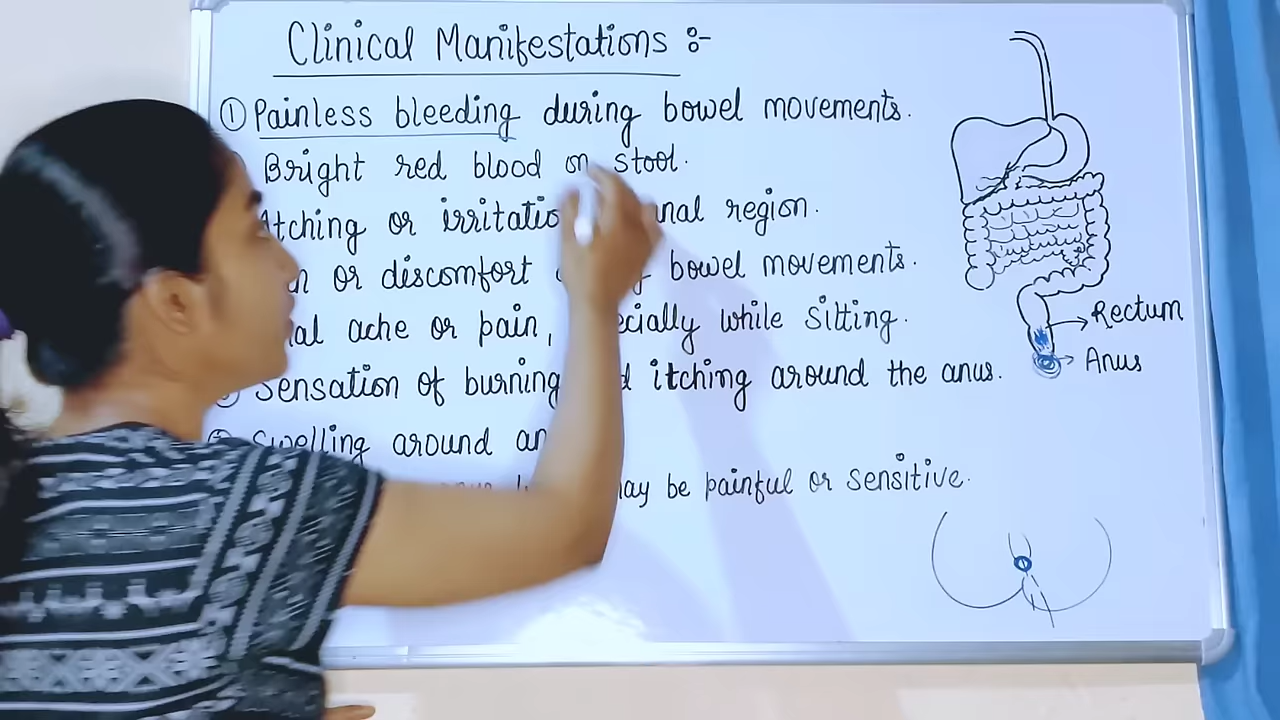 Clinical Manifestations :-
① Painless bleeding during bowel movements.
Bright red blood on stool.
Itching or irritatio anal region.
or discomfort bowel movements.
ache or pain, ecially while sitting.
Sensation of burning itching around the anus.
Swelling around an
may be painful or sensitive.
Rectum
Anus